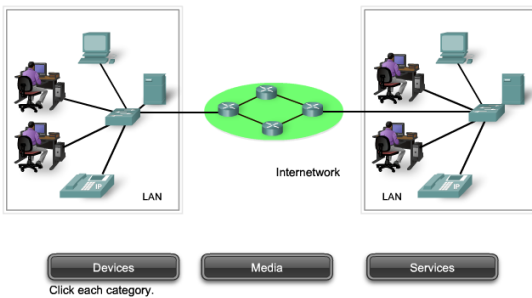 Internetwork
LAN
LAN
Devices
Media
Services
Click each category.